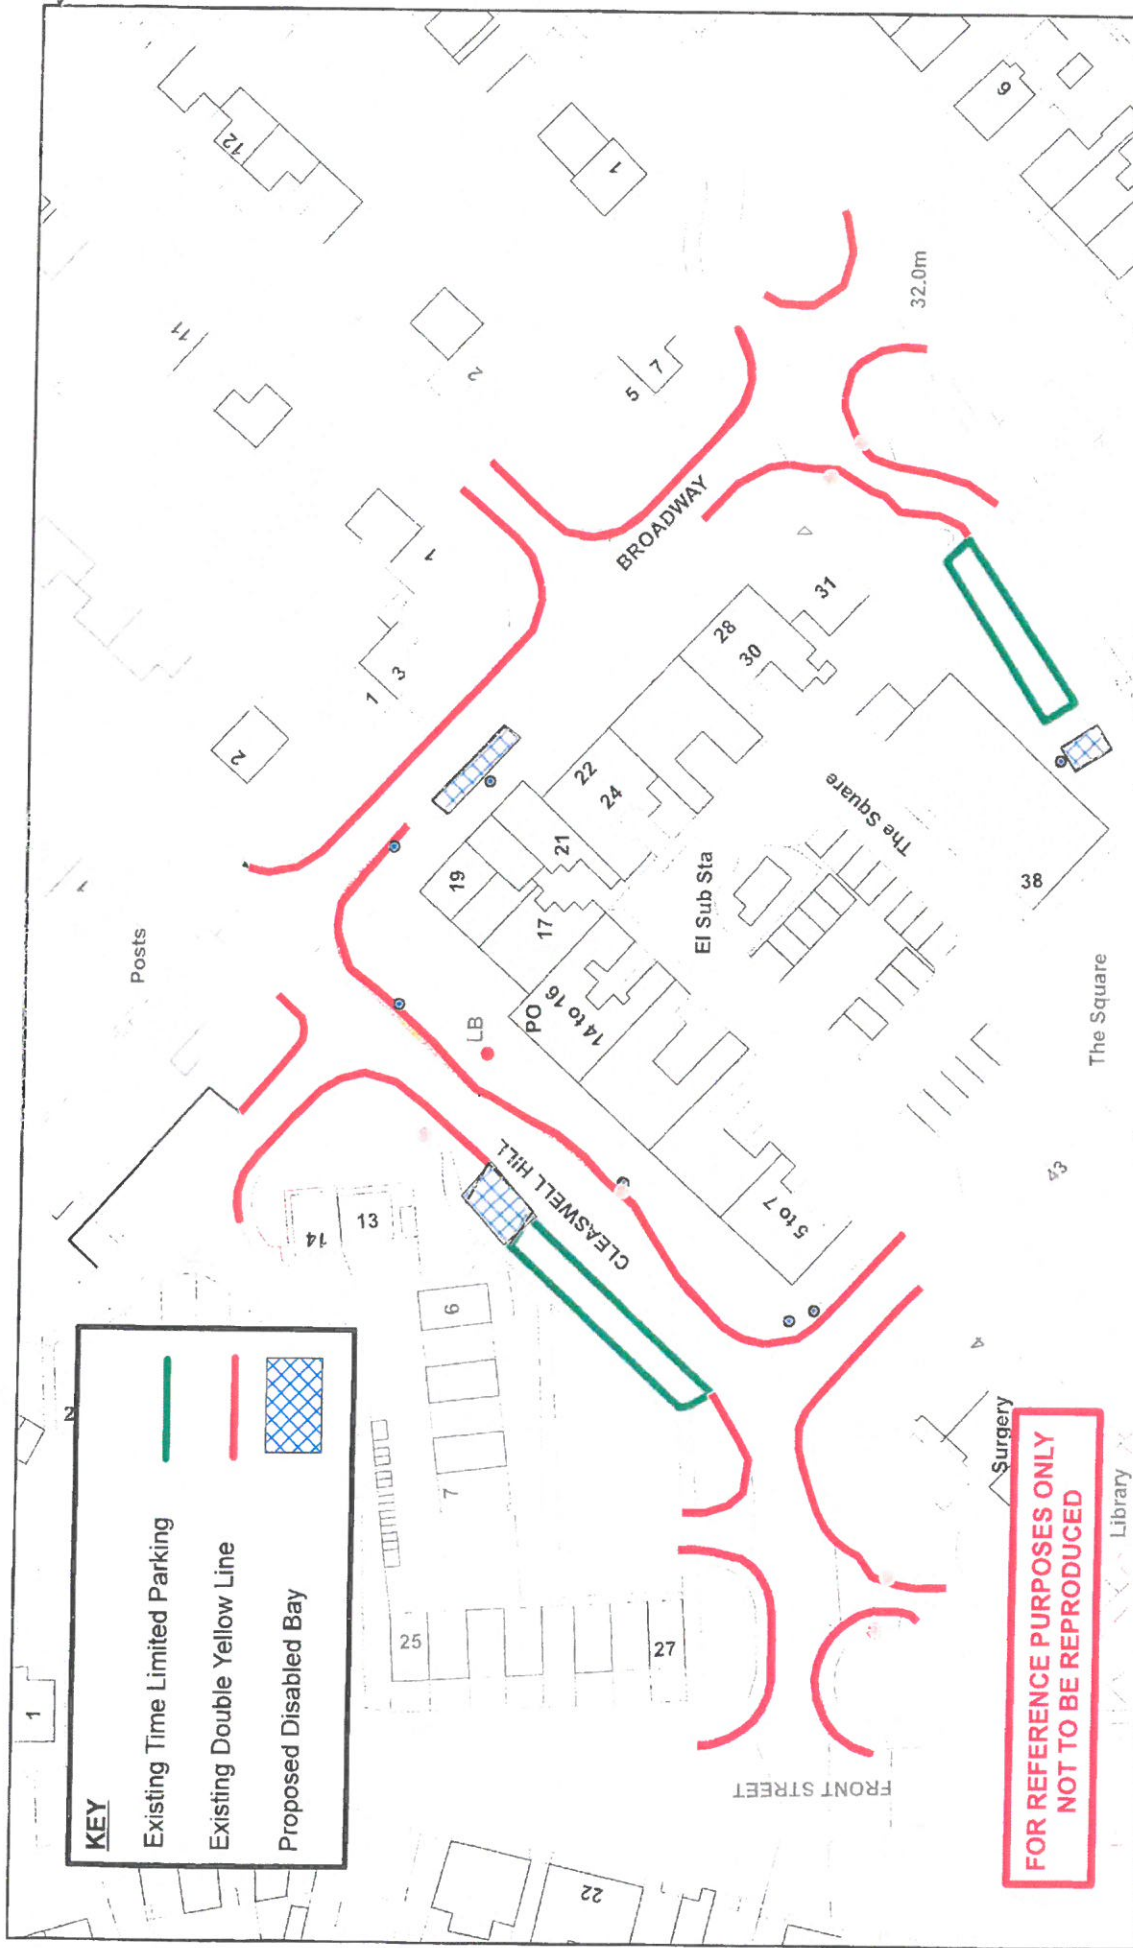 KEY
Existing Time Limited Parking
Existing Double Yellow Line
Proposed Disabled Bay
FOR REFERENCE PURPOSES ONLY
NOT TO BE REPRODUCED
1
2
25
27
7
6
14
13
22
FRONT STREET
CLEASWELL HILL
Posts
LB
PO
14 to 16
5 to 7
17
19
21
22
24
28
30
31
El Sub Sta
The Square
38
The Square
43
4
Surgery
Library
BROADWAY
32.0m
2
1
3
1
11
12
2
5
7
1
9